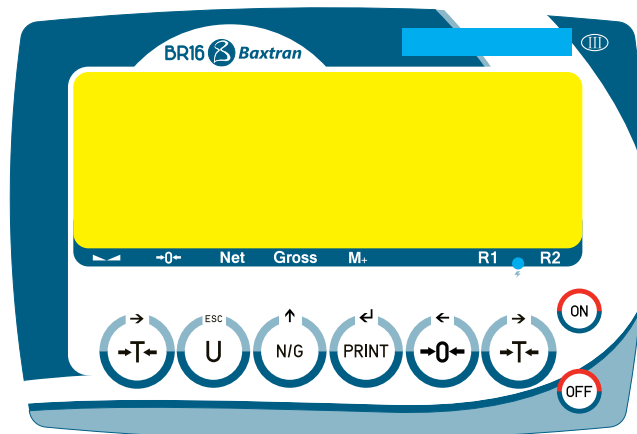 BR16 Baxtran III
→0← Net Gross M+ R1 R2
→ ESC ↑ ↵ ← →
→T← U N/G PRINT →0← →T←
ON
OFF